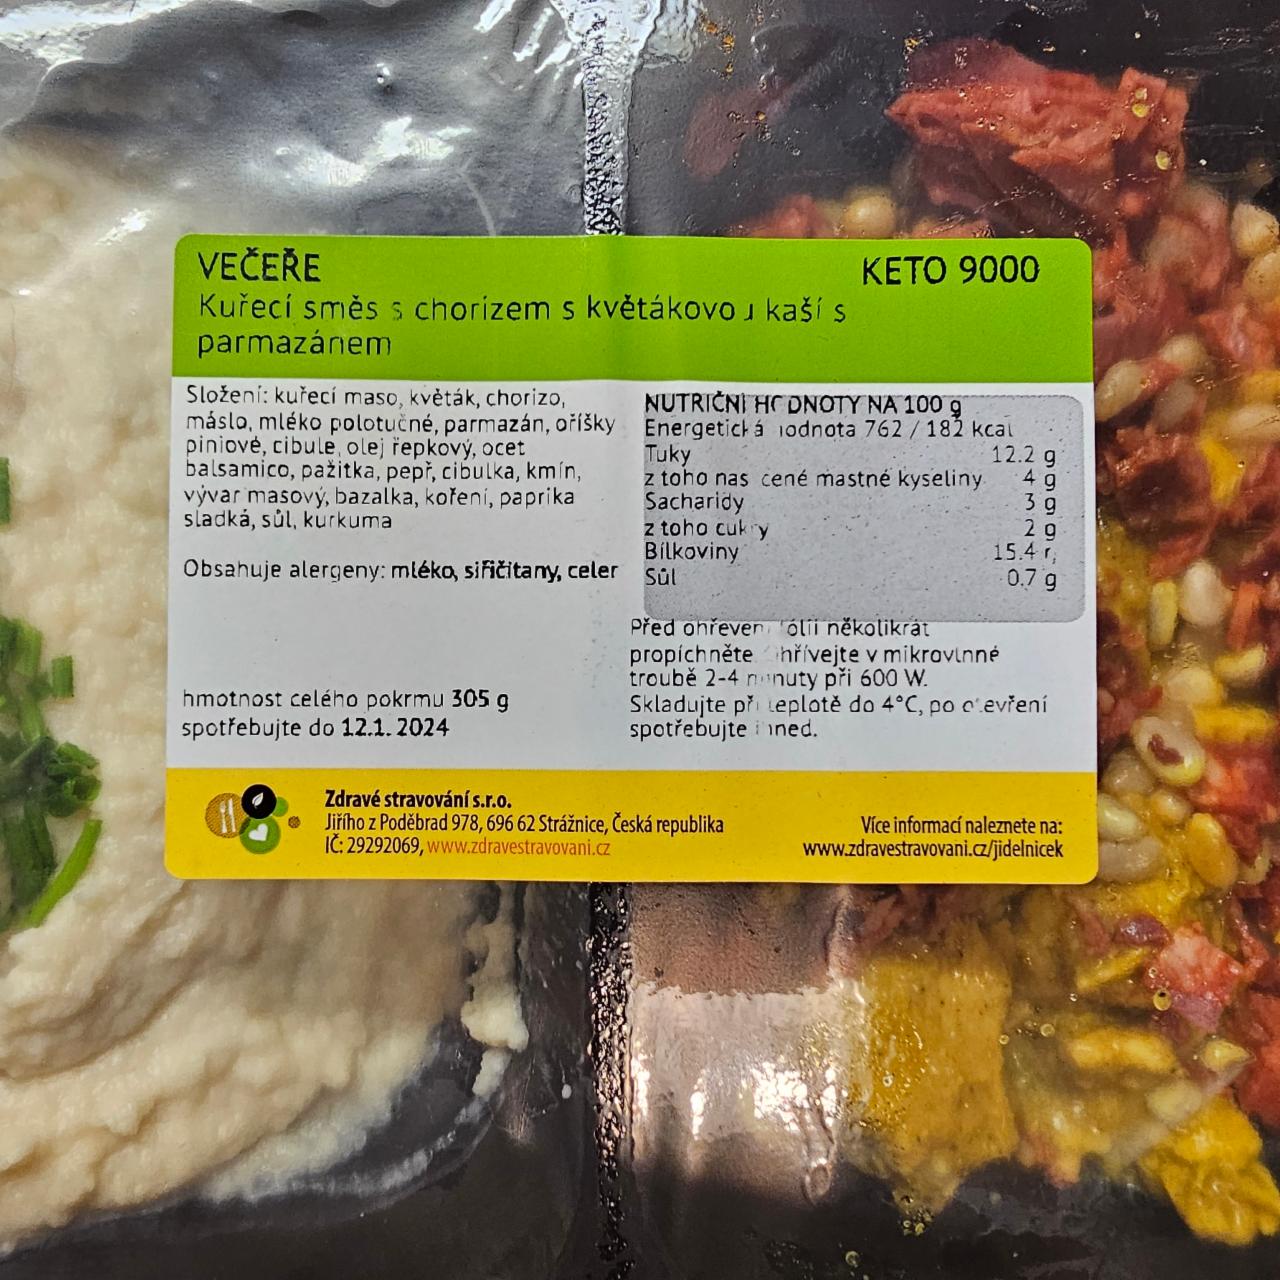 VEČEŘE
KETO 9000
Kuřecí směs s chorizem s květákovou kaší s
parmazánem
Složení: kuřecí maso, květák, chorizo,
máslo, mléko polotučné, parmazán, oříšky
piniové, cibule, olej řepkový, ocet
balsamico, pažitka, pepř, cibulka, kmín,
vývar masový, bazalka, koření, paprika
sladká, sůl, kurkuma
Obsahuje alergeny: mléko, siřičitany, celer
hmotnost celého pokrmu 305 g
spotřebujte do 12.1. 2024
NUTRIČNÍ HODNOTY NA 100 g
Energetická hodnota 762 / 182 kcal
Tuky 12.2 g
z toho nasycené mastné kyseliny 4 g
Sacharidy 3 g
z toho cukry 2 g
Bílkoviny 15.4 g
Sůl 0.7 g
Před ohřevem fólii několikrát
propíchněte. Ohřívejte v mikrovlnné
troubě 2-4 minuty při 600 W.
Skladujte při teplotě do 4°C, po otevření
spotřebujte ihned.
Zdravé stravování s.r.o.
Jiřího z Poděbrad 978, 696 62 Strážnice, Česká republika
IČ: 29292069, www.zdravestravovani.cz
Více informací naleznete na:
www.zdravestravovani.cz/jidelnicek